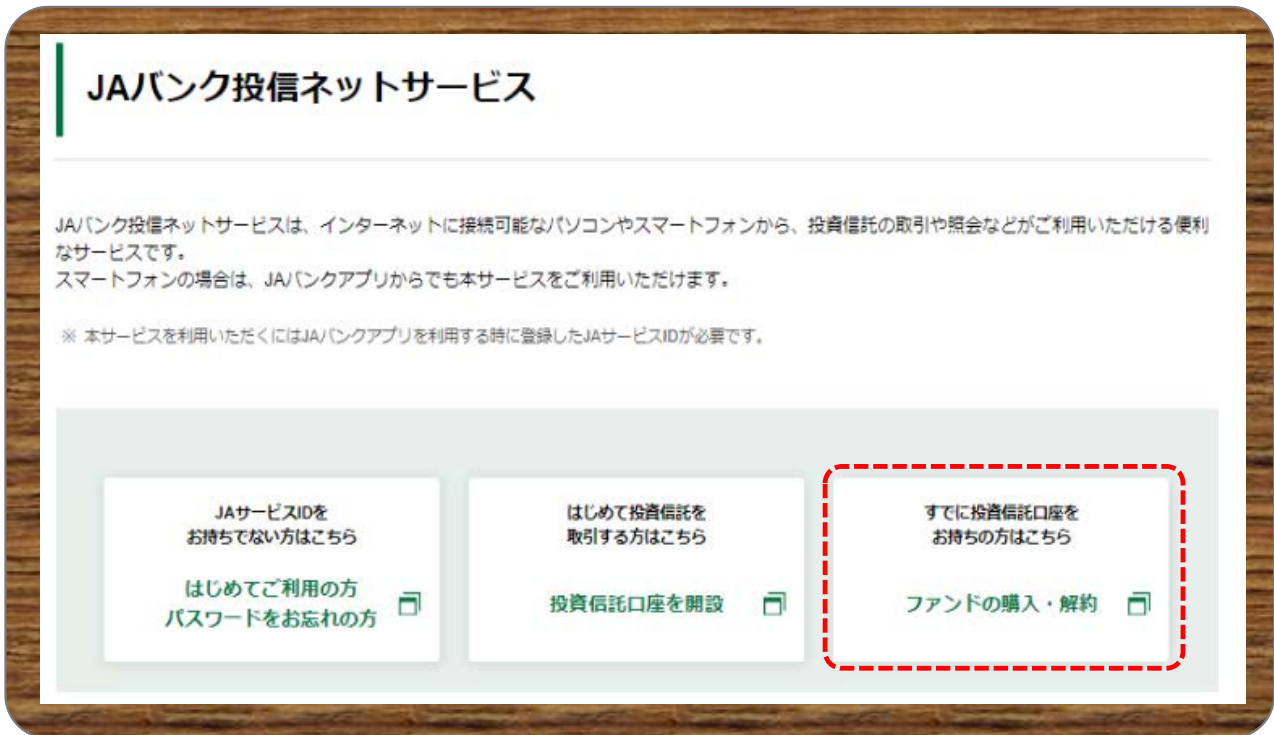 JAバンク投信ネットサービス
JAバンク投信ネットサービスは、インターネットに接続可能なパソコンやスマートフォンから、投資信託の取引や照会などがご利用いただける便利
なサービスです。
スマートフォンの場合は、JAバンクアプリからでも本サービスをご利用いただけます。
※ 本サービスを利用いただくにはJAバンクアプリを利用する時に登録したJAサービスIDが必要です。
JAサービスIDを
お持ちでない方はこちら
はじめてご利用の方
パスワードをお忘れの方
はじめて投資信託を
取引する方はこちら
投資信託口座を開設
すでに投資信託口座を
お持ちの方はこちら
ファンドの購入・解約